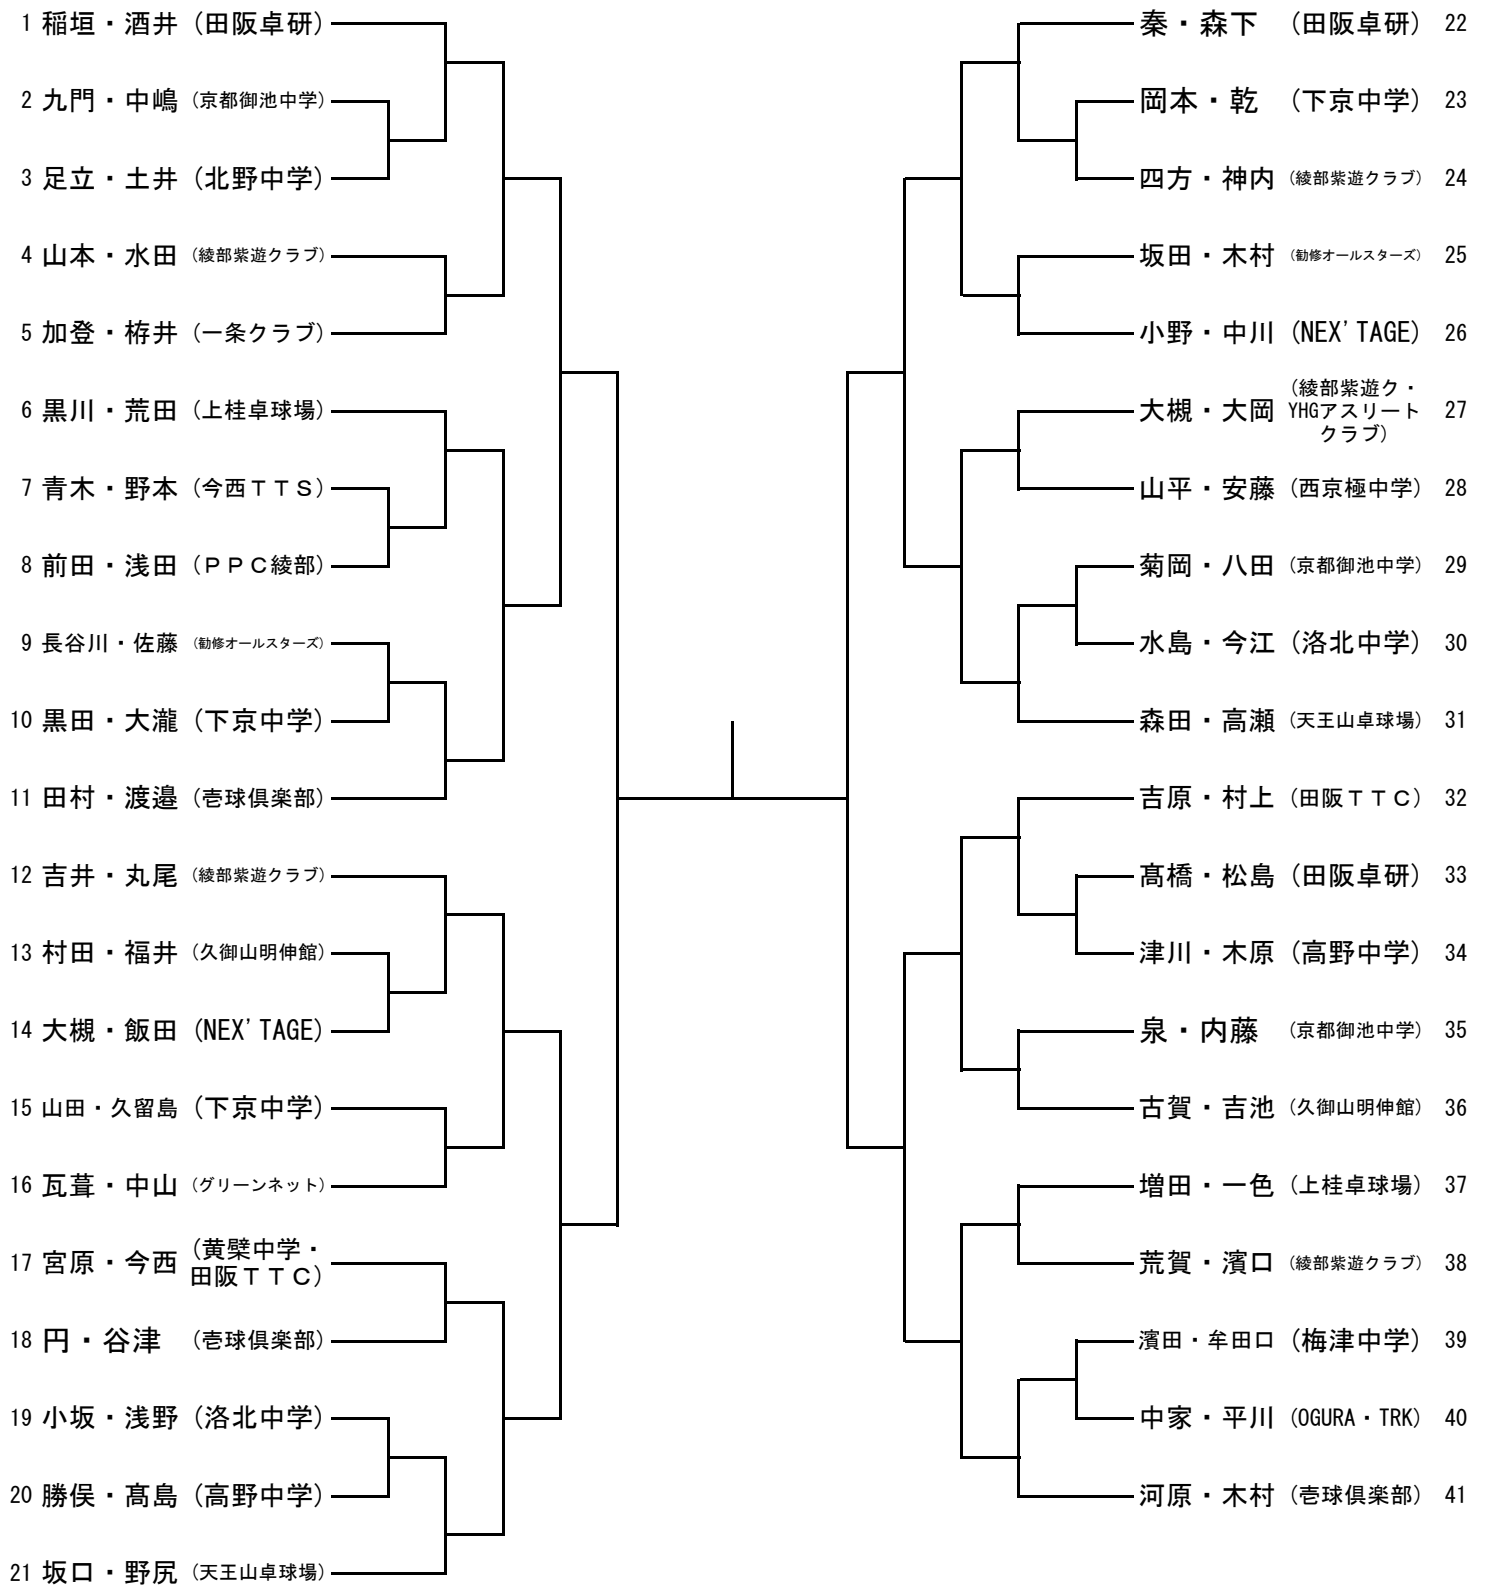 1 稲垣・酒井 (田阪卓研)
2 九門・中嶋 (京都御池中学)
3 足立・土井 (北野中学)
4 山本・水田 (綾部紫遊クラブ)
5 加登・栫井 (一条クラブ)
6 黒川・荒田 (上桂卓球場)
7 青木・野本 (今西ＴＴＳ)
8 前田・浅田 (ＰＰＣ綾部)
9 長谷川・佐藤 (勧修オールスターズ)
10 黒田・大瀧 (下京中学)
11 田村・渡邉 (壱球倶楽部)
12 吉井・丸尾 (綾部紫遊クラブ)
13 村田・福井 (久御山明伸館)
14 大槻・飯田 (NEX'TAGE)
15 山田・久留島 (下京中学)
16 瓦葺・中山 (グリーンネット)
17 宮原・今西 (黄檗中学・
田阪ＴＴＣ)
18 円・谷津 (壱球倶楽部)
19 小坂・浅野 (洛北中学)
20 勝俣・髙島 (高野中学)
21 坂口・野尻 (天王山卓球場)
秦・森下 (田阪卓研) 22
岡本・乾 (下京中学) 23
四方・神内 (綾部紫遊クラブ) 24
坂田・木村 (勧修オールスターズ) 25
小野・中川 (NEX'TAGE) 26
大槻・大岡 (綾部紫遊ク・
YHGアスリート
クラブ) 27
山平・安藤 (西京極中学) 28
菊岡・八田 (京都御池中学) 29
水島・今江 (洛北中学) 30
森田・高瀬 (天王山卓球場) 31
吉原・村上 (田阪ＴＴＣ) 32
髙橋・松島 (田阪卓研) 33
津川・木原 (高野中学) 34
泉・内藤 (京都御池中学) 35
古賀・吉池 (久御山明伸館) 36
増田・一色 (上桂卓球場) 37
荒賀・濱口 (綾部紫遊クラブ) 38
濱田・牟田口 (梅津中学) 39
中家・平川 (OGURA・TRK) 40
河原・木村 (壱球倶楽部) 41